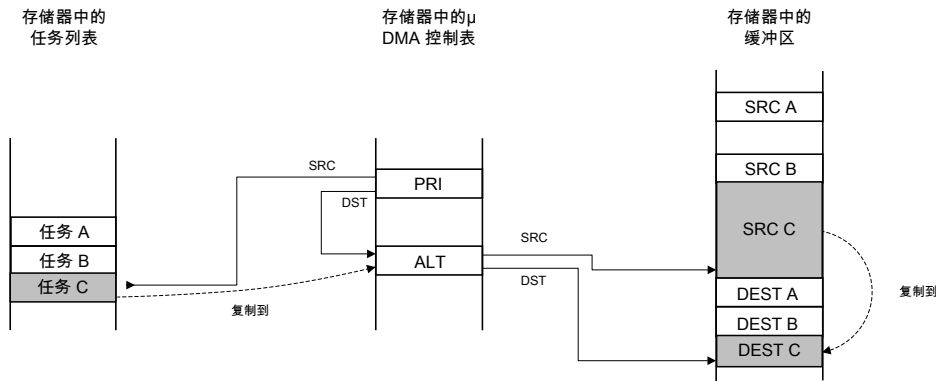 存储器中的
任务列表
存储器中的μ
DMA 控制表
存储器中的
缓冲区
SRC A
SRC B
SRC C
DEST A
DEST B
DEST C
SRC
PRI
DST
任务 A
任务 B
任务 C
ALT
SRC
DST
复制到
复制到